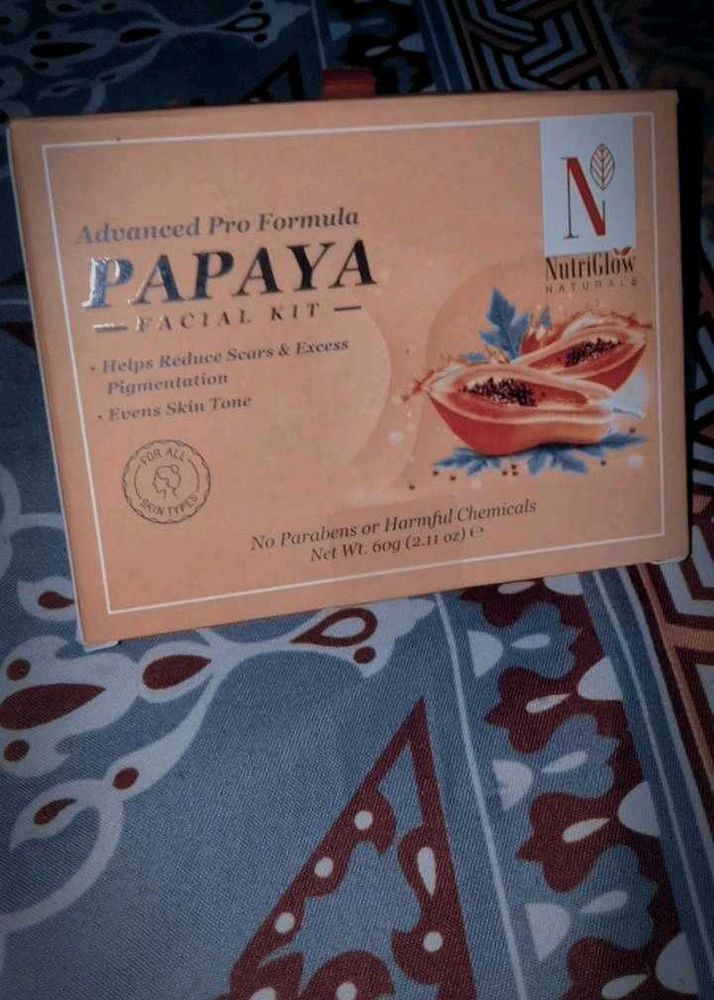 N
NutriGlow
NATURALS
Advanced Pro Formula
PAPAYA
FACIAL KIT
• Helps Reduce Scars & Excess
Pigmentation
• Evens Skin Tone
FOR ALL
SKIN TYPES
No Parabens or Harmful Chemicals
Net Wt. 60g (2.11 oz) ℮